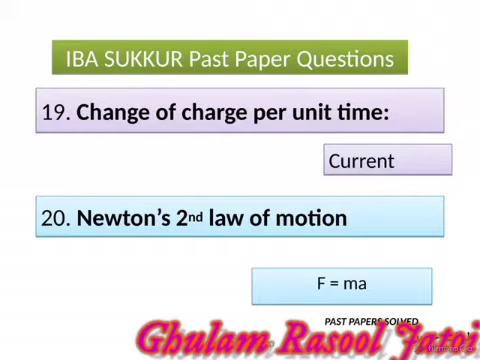 IBA SUKKUR Past Paper Questions
19. Change of charge per unit time:
Current
20. Newton’s 2nd law of motion
F = ma
PAST PAPERS SOLVED
Ghulam Rasool Jatoi